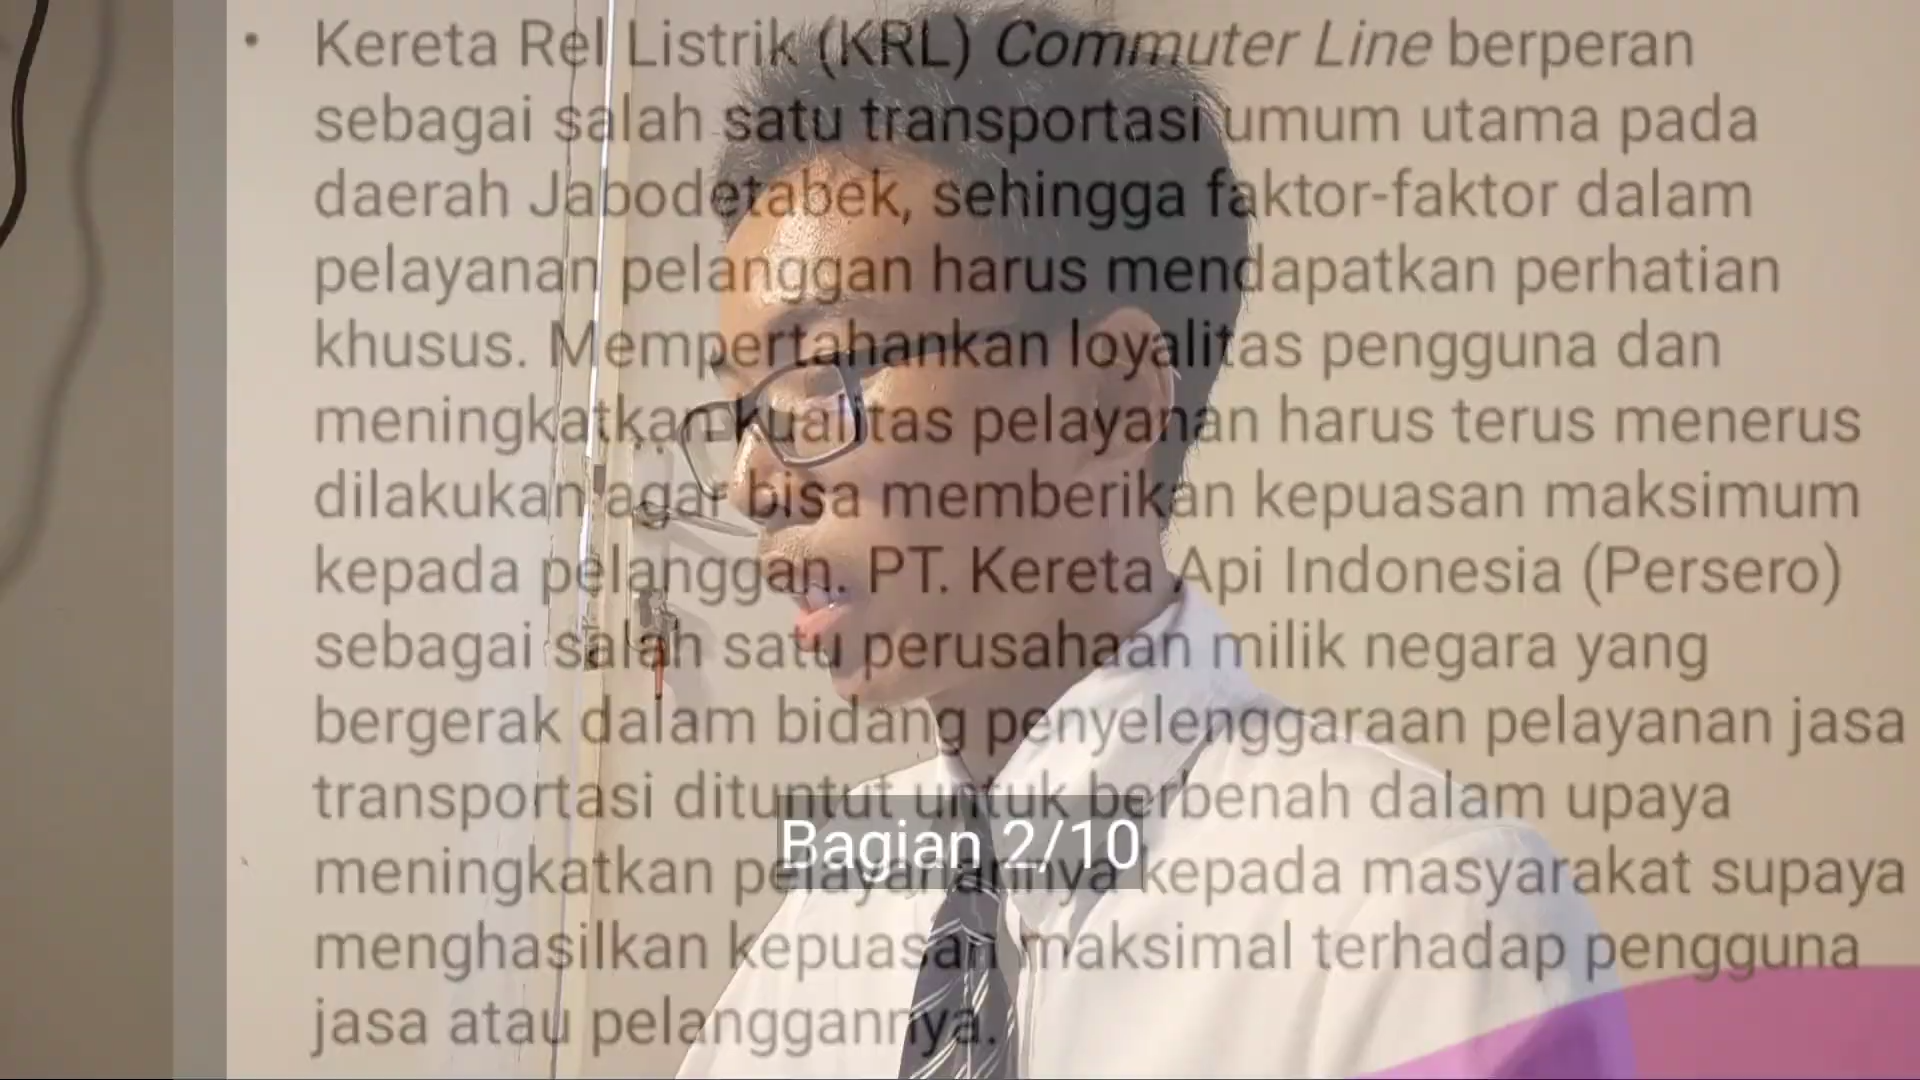 • Kereta Rel Listrik (KRL) Commuter Line berperan
sebagai salah satu transportasi umum utama pada
daerah Jabodetabek, sehingga faktor-faktor dalam
pelayanan pelanggan harus mendapatkan perhatian
khusus. Mempertahankan loyalitas pengguna dan
meningkatkan kualitas pelayanan harus terus menerus
dilakukan agar bisa memberikan kepuasan maksimum
kepada pelanggan. PT. Kereta Api Indonesia (Persero)
sebagai salah satu perusahaan milik negara yang
bergerak dalam bidang penyelenggaraan pelayanan jasa
transportasi dituntut untuk berbenah dalam upaya
Bagian 2/10
meningkatkan pelayanannya kepada masyarakat supaya
menghasilkan kepuasan maksimal terhadap pengguna
jasa atau pelanggannya.